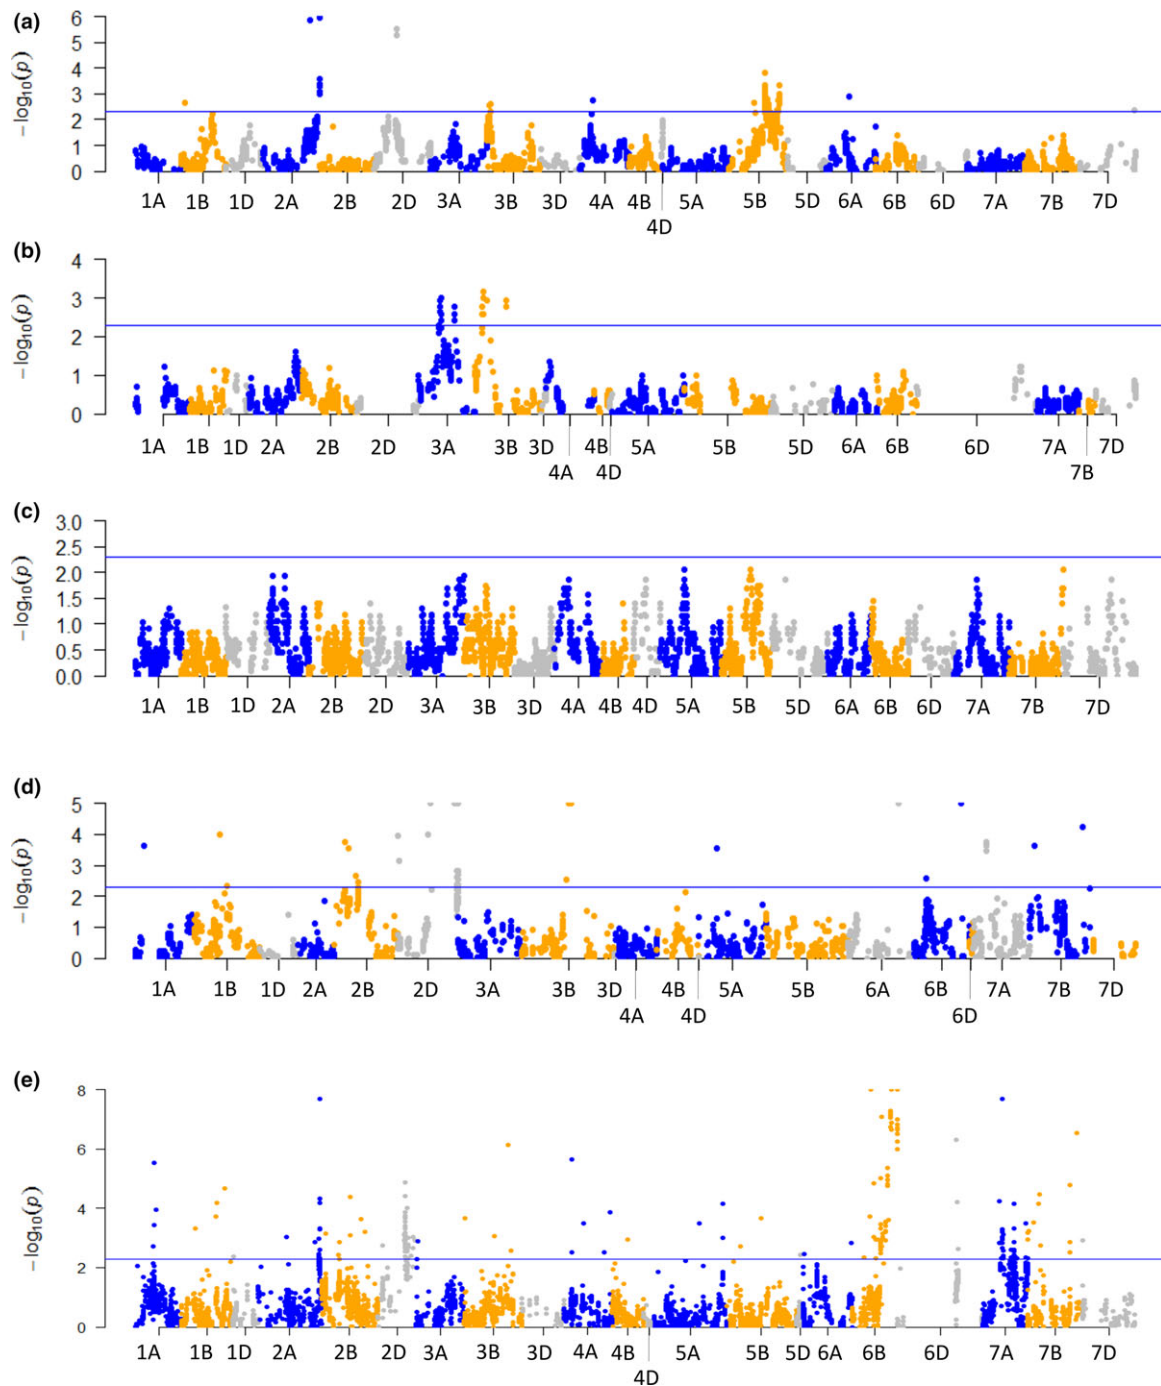 (a)
6
5
4
3
2
1
0
−log10(p)
1A 1B 1D 2A 2B 2D 3A 3B 3D 4A 4B 5A 5B 5D 6A 6B 6D 7A 7B 7D
4D
(b)
4
3
2
1
0
−log10(p)
1A 1B 1D 2A 2B 2D 3A 3B 3D 4B 5A 5B 5D 6A 6B 6D 7A 7D
4A 4D 7B
(c)
3.0
2.5
2.0
1.5
1.0
0.5
0.0
−log10(p)
1A 1B 1D 2A 2B 2D 3A 3B 3D 4A 4B 4D 5A 5B 5D 6A 6B 6D 7A 7B 7D
(d)
5
4
3
2
1
0
−log10(p)
1A 1B 1D 2A 2B 2D 3A 3B 3D 4B 5A 5B 6A 6B 7A 7B 7D
4A 4D 6D
(e)
8
6
4
2
0
−log10(p)
1A 1B 1D 2A 2B 2D 3A 3B 3D 4A 4B 5A 5B 5D 6A 6B 6D 7A 7B 7D
4D